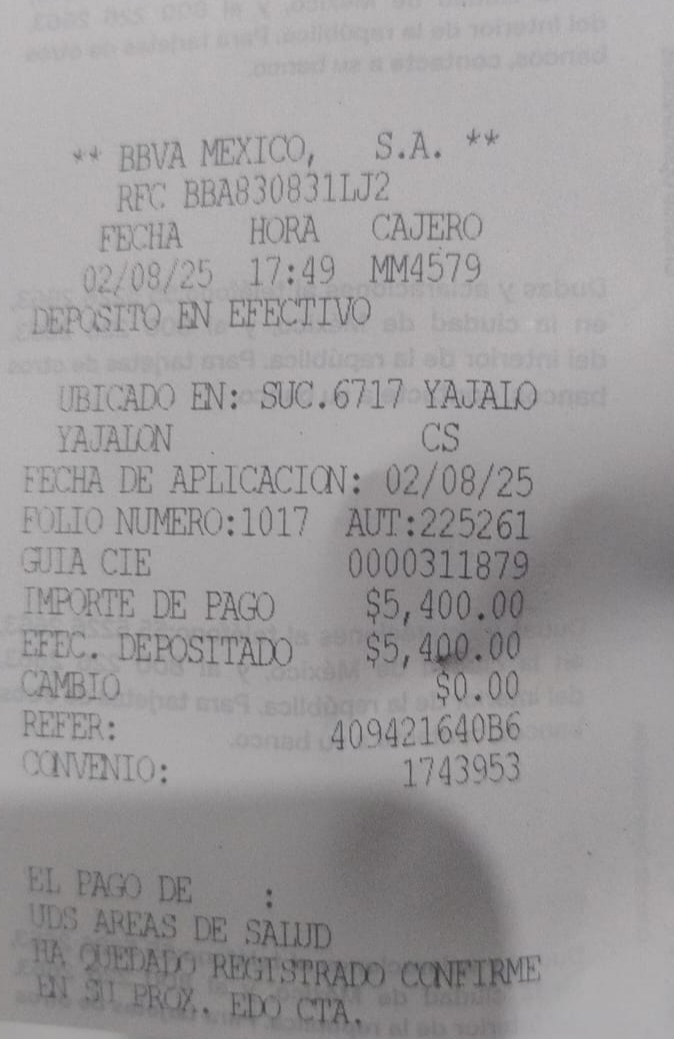 ** BBVA MEXICO, S.A. **
RFC BBA830831LJ2
FECHA HORA CAJERO
02/08/25 17:49 MM4579
DEPOSITO EN EFECTIVO
UBICADO EN: SUC.6717 YAJALO
YAJALON CS
FECHA DE APLICACION: 02/08/25
FOLIO NUMERO:1017 AUT:225261
GUIA CIE 0000311879
IMPORTE DE PAGO $5,400.00
EFEC. DEPOSITADO $5,400.00
CAMBIO $0.00
REFER: 409421640B6
CONVENIO: 1743953
EL PAGO DE :
UDS AREAS DE SALUD
HA QUEDADO REGISTRADO CONFIRME
EN SU PROX. EDO CTA.